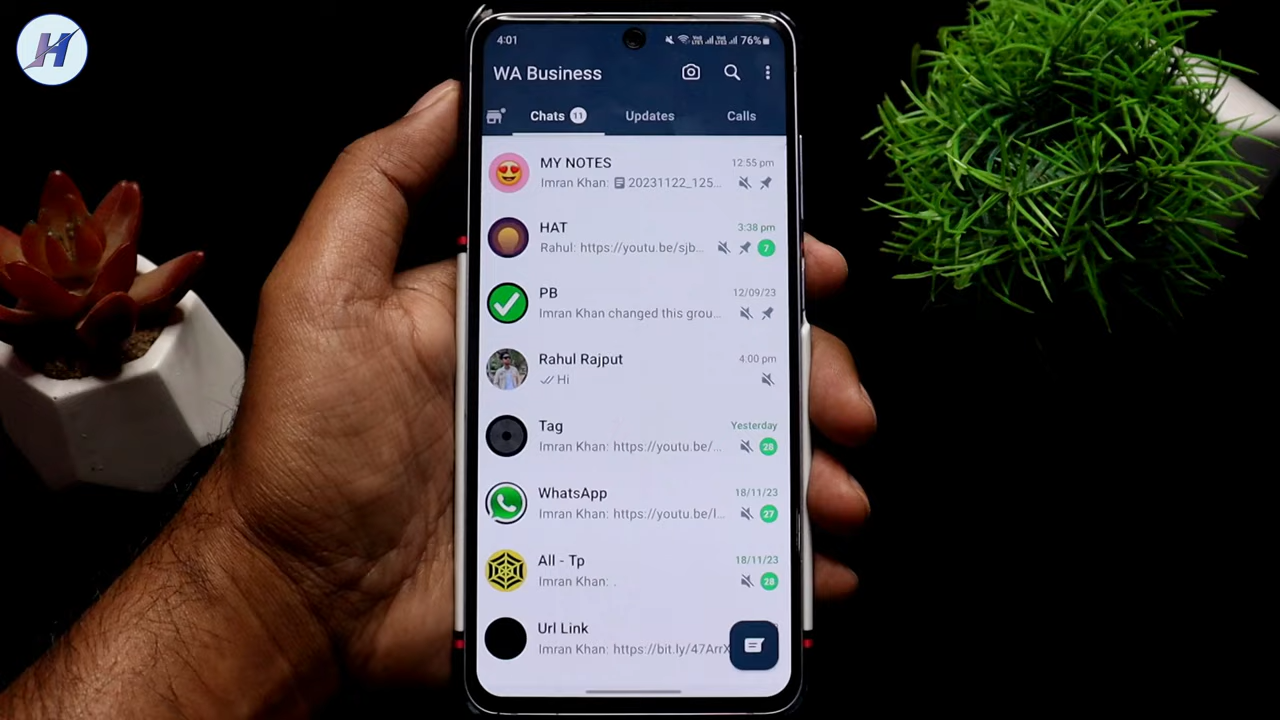 H
4:01 76%
WA Business
Chats 11 Updates Calls
MY NOTES 12:55 pm
Imran Khan: 20231122_125...
HAT 3:38 pm
Rahul: https://youtu.be/sjb... 7
PB 12/09/23
Imran Khan changed this grou...
Rahul Rajput 4:00 pm
Hi
Tag Yesterday
Imran Khan: https://youtu.be/... 28
WhatsApp 18/11/23
Imran Khan: https://youtu.be/l... 27
All - Tp 18/11/23
Imran Khan: . 28
Url Link
Imran Khan: https://bit.ly/47ArrX